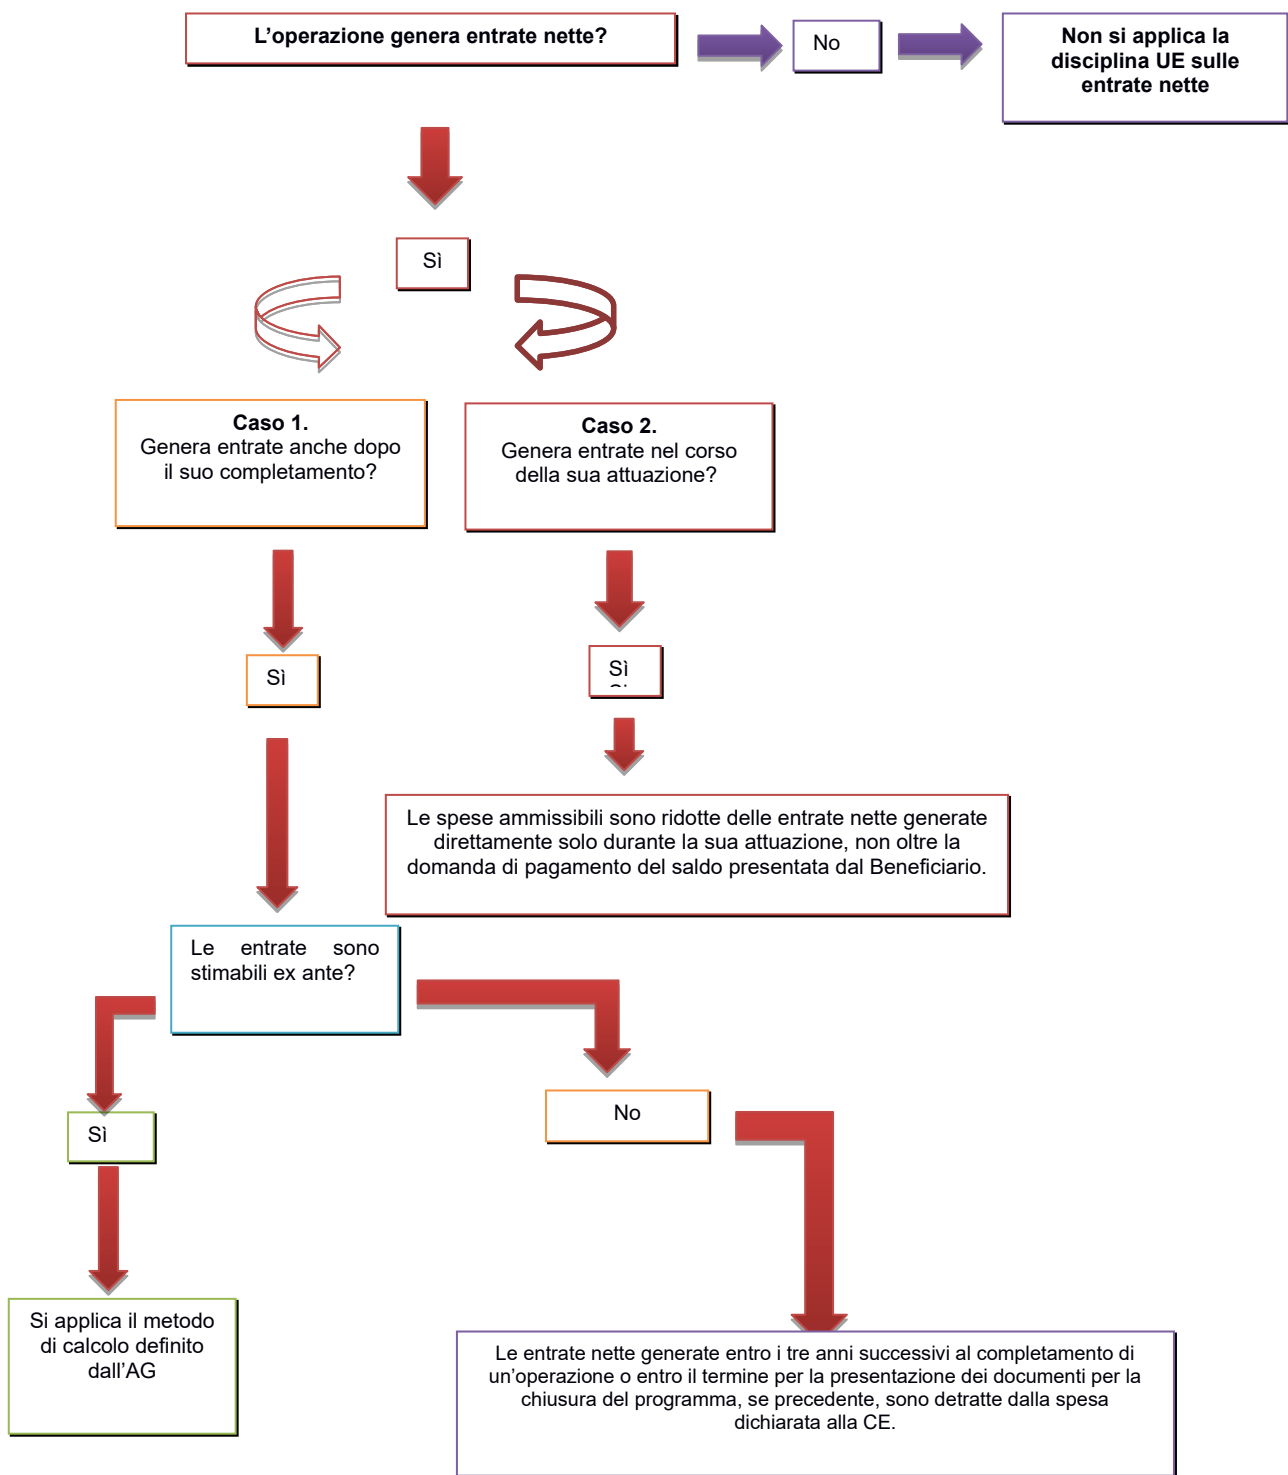 L’operazione genera entrate nette?
No
Non si applica la
disciplina UE sulle
entrate nette
Sì
Caso 1.
Genera entrate anche dopo
il suo completamento?
Caso 2.
Genera entrate nel corso
della sua attuazione?
Sì
Sì
Le spese ammissibili sono ridotte delle entrate nette generate
direttamente solo durante la sua attuazione, non oltre la
domanda di pagamento del saldo presentata dal Beneficiario.
Le entrate sono
stimabili ex ante?
Sì
No
Si applica il metodo
di calcolo definito
dall’AG
Le entrate nette generate entro i tre anni successivi al completamento di
un’operazione o entro il termine per la presentazione dei documenti per la
chiusura del programma, se precedente, sono detratte dalla spesa
dichiarata alla CE.